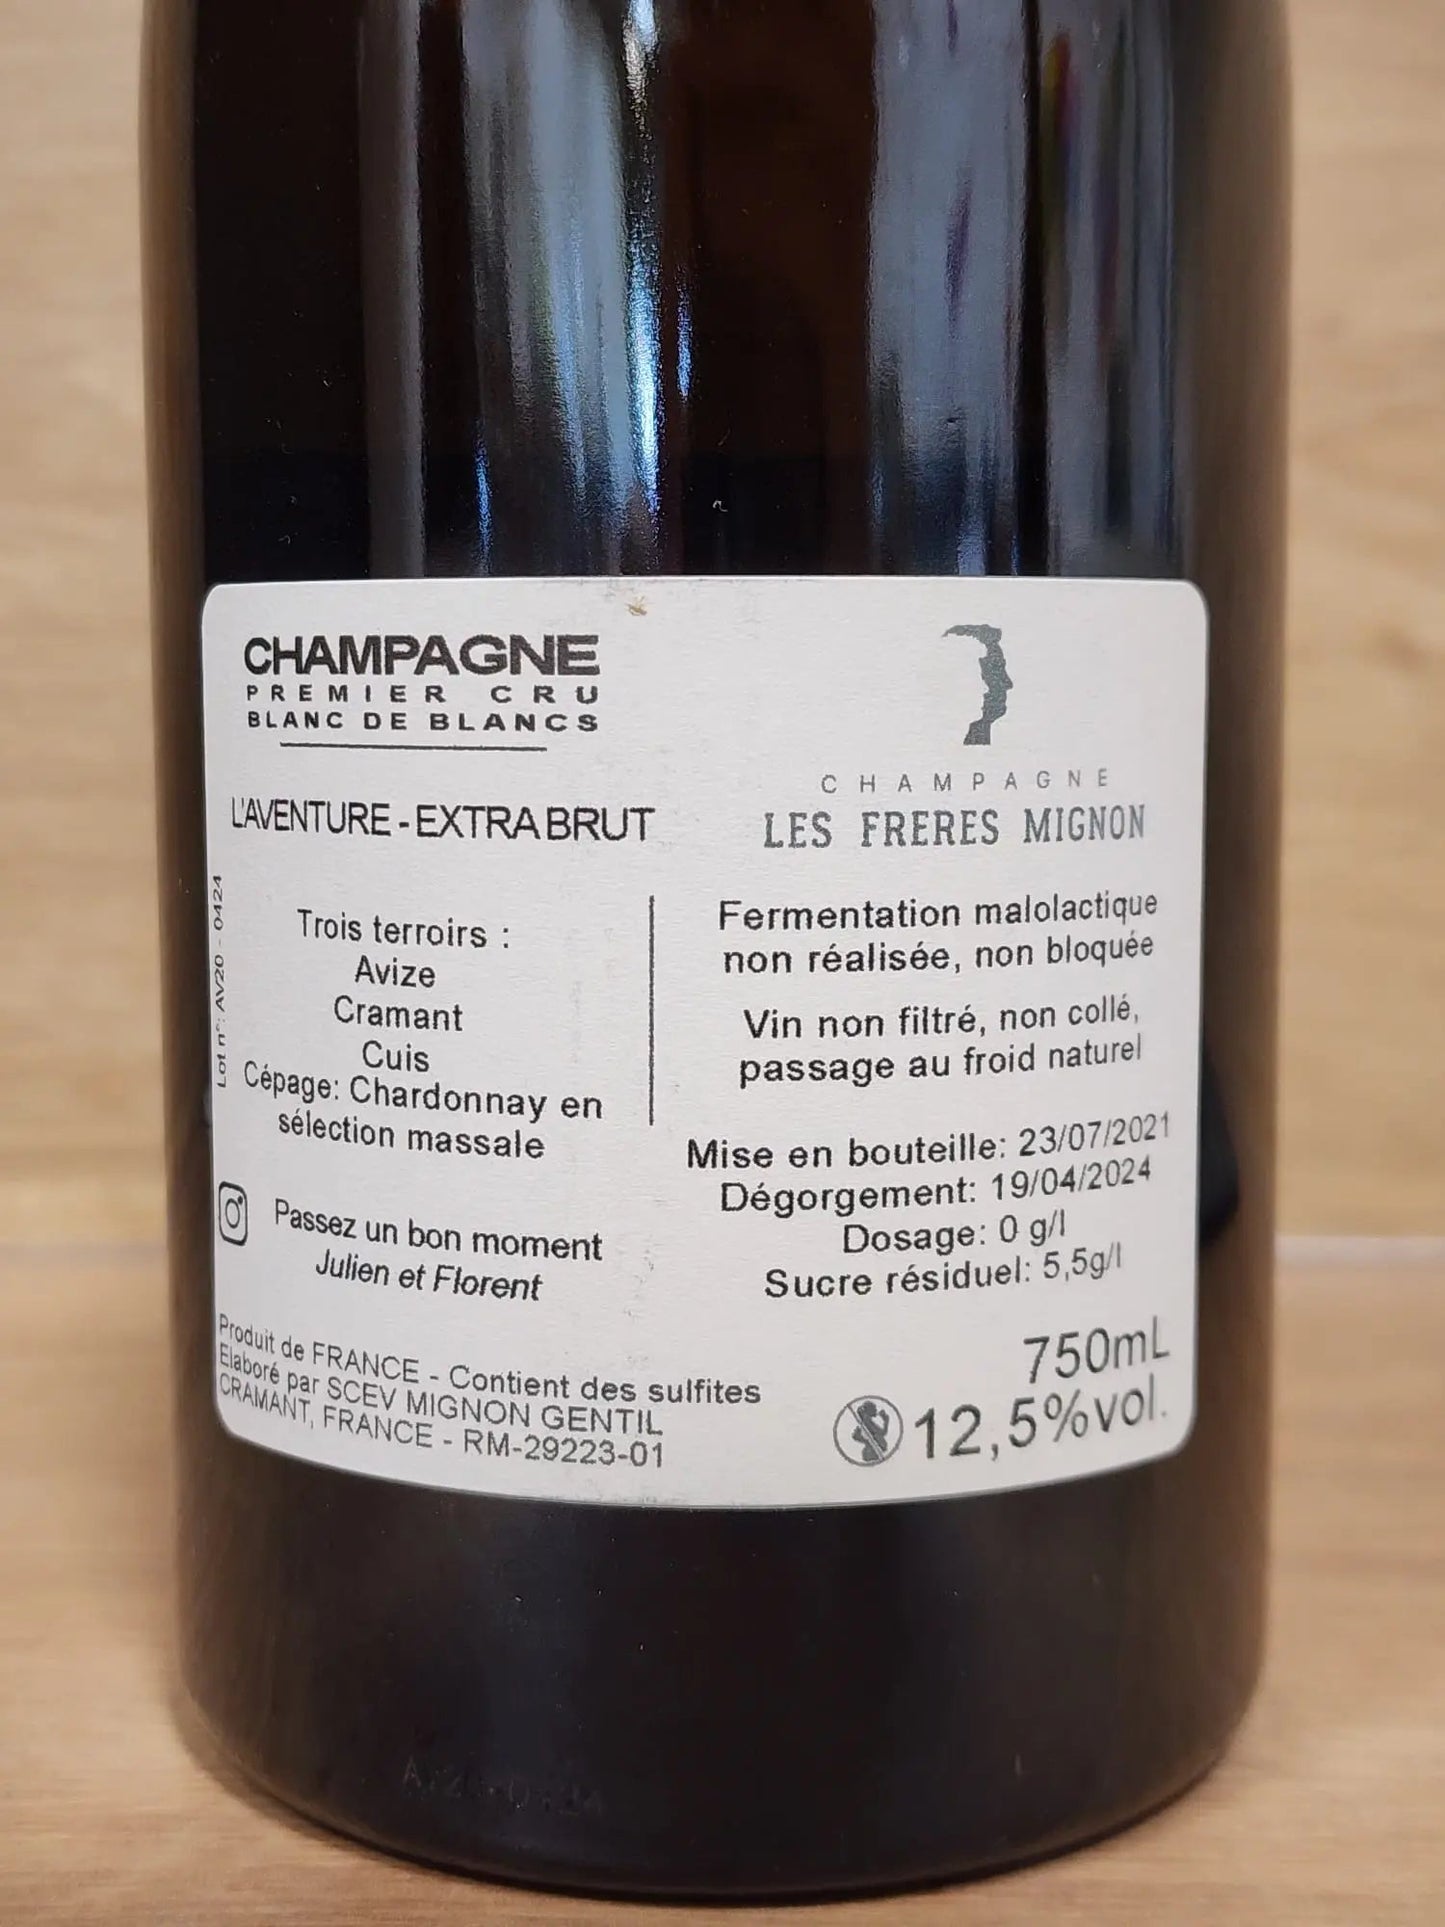 CHAMPAGNE
PREMIER CRU
BLANC DE BLANCS
L'AVENTURE - EXTRA BRUT
Lot n°: AV20 - 0424
Trois terroirs :
Avize
Cramant
Cuis
Cépage: Chardonnay en
sélection massale
Passez un bon moment
Julien et Florent
Produit de FRANCE - Contient des sulfites
Elaboré par SCEV MIGNON GENTIL
CRAMANT, FRANCE - RM-29223-01
CHAMPAGNE
LES FRERES MIGNON
Fermentation malolactique
non réalisée, non bloquée
Vin non filtré, non collé,
passage au froid naturel
Mise en bouteille: 23/07/2021
Dégorgement: 19/04/2024
Dosage: 0 g/l
Sucre résiduel: 5,5g/l
750mL
12,5%vol.